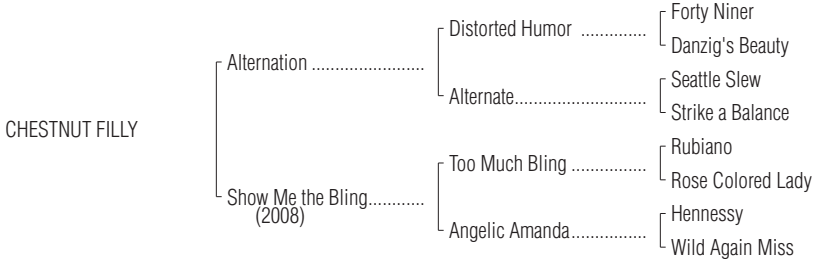 Forty Niner
Distorted Humor ..............
Danzig's Beauty
Alternation ........................
Seattle Slew
Alternate............................
Strike a Balance
CHESTNUT FILLY
Rubiano
Too Much Bling ................
Rose Colored Lady
Show Me the Bling............
(2008)
Hennessy
Angelic Amanda................
Wild Again Miss